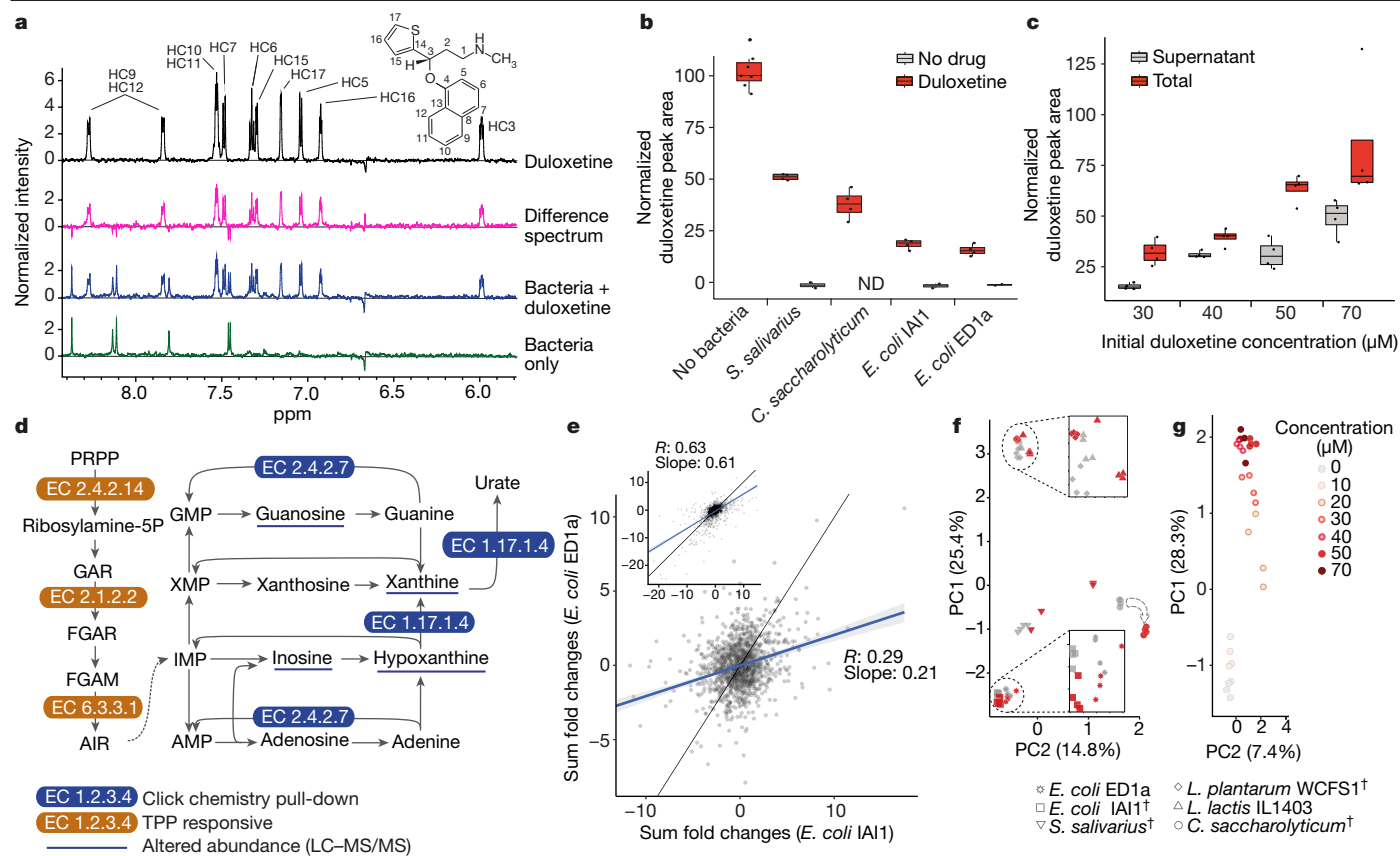 a
Normalized intensity
6
4
2
0
2
0
2
0
2
0
HC9
HC12
HC10
HC11
HC7
HC6
HC15
HC17
HC5
HC16
HC3
17
16
S
14
15
H
3
2
1
H
N
CH3
O
4
5
6
7
8
9
10
11
12
13
Duloxetine
Difference
spectrum
Bacteria +
duloxetine
Bacteria
only
8.0
7.5
7.0
6.5
6.0
ppm
b
Normalized
duloxetine peak area
100
75
50
25
0
No drug
Duloxetine
ND
No bacteria
S. salivarius
C. saccharolyticum
E. coli IAI1
E. coli ED1a
c
Normalized
duloxetine peak area
125
100
75
50
25
Supernatant
Total
30
40
50
70
Initial duloxetine concentration (μM)
d
PRPP
EC 2.4.2.14
Ribosylamine-5P
GAR
EC 2.1.2.2
FGAR
FGAM
EC 6.3.3.1
AIR
EC 2.4.2.7
GMP
Guanosine
Guanine
Urate
EC 1.17.1.4
XMP
Xanthosine
Xanthine
EC 1.17.1.4
IMP
Inosine
Hypoxanthine
EC 2.4.2.7
AMP
Adenosine
Adenine
EC 1.2.3.4 Click chemistry pull-down
EC 1.2.3.4 TPP responsive
Altered abundance (LC–MS/MS)
e
Sum fold changes (E. coli ED1a)
R: 0.63
Slope: 0.61
10
0
−10
−20
−20
−10
0
10
10
5
0
−5
R: 0.29
Slope: 0.21
−10
0
10
Sum fold changes (E. coli IAI1)
f
PC1 (25.4%)
3
2
1
0
−1
−2
0
1
2
PC2 (14.8%)
E. coli ED1a
E. coli IAI1†
S. salivarius†
L. plantarum WCFS1†
L. lactis IL1403
C. saccharolyticum†
g
PC1 (28.3%)
2
1
0
−1
0
2
4
PC2 (7.4%)
Concentration
(μM)
0
10
20
30
40
50
70